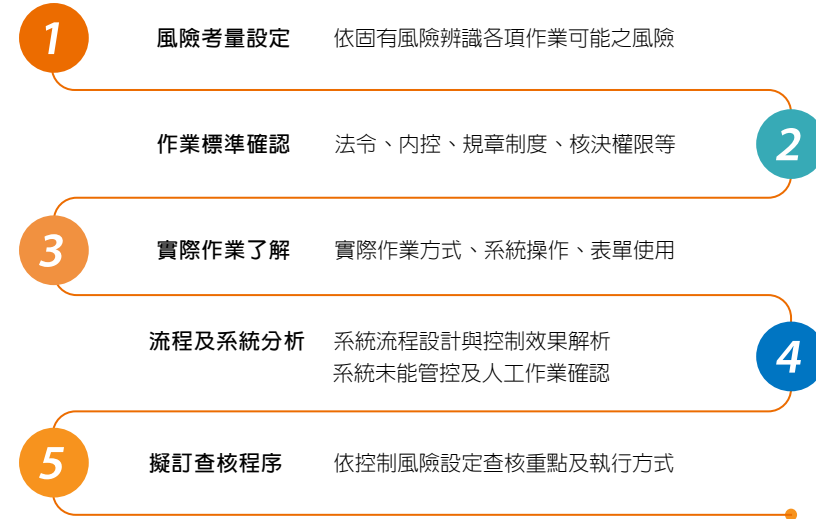 1
風險考量設定 依固有風險辨識各項作業可能之風險
作業標準確認 法令、內控、規章制度、核決權限等
2
3
實際作業了解 實際作業方式、系統操作、表單使用
流程及系統分析 系統流程設計與控制效果解析
系統未能管控及人工作業確認
4
5
擬訂查核程序 依控制風險設定查核重點及執行方式